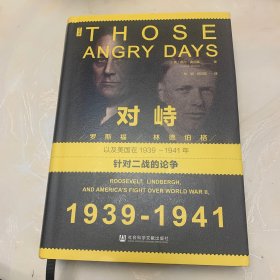 THOSE
ANGRY DAYS
对峙
罗斯福 林德伯格
以及美国在 1939-1941 年
针对二战的论争
ROOSEVELT, LINDBERGH,
AND AMERICA'S FIGHT OVER WORLD WAR II,
1939-1941
社会科学文献出版社